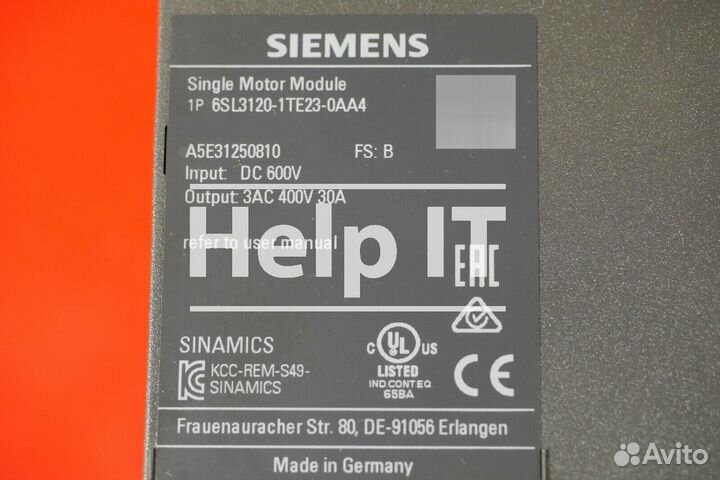 SIEMENS
Single Motor Module
1P 6SL3120-1TE23-0AA4
A5E31250810 FS: B
Input: DC 600V
Output: 3AC 400V 30A
Help IT
refer to user manual
EAC
SINAMICS
KCC-REM-S49-
SINAMICS
C UL US
LISTED
IND.CONT.EQ.
65BA
CE
Frauenauracher Str. 80, DE-91056 Erlangen
Made in Germany
Avito